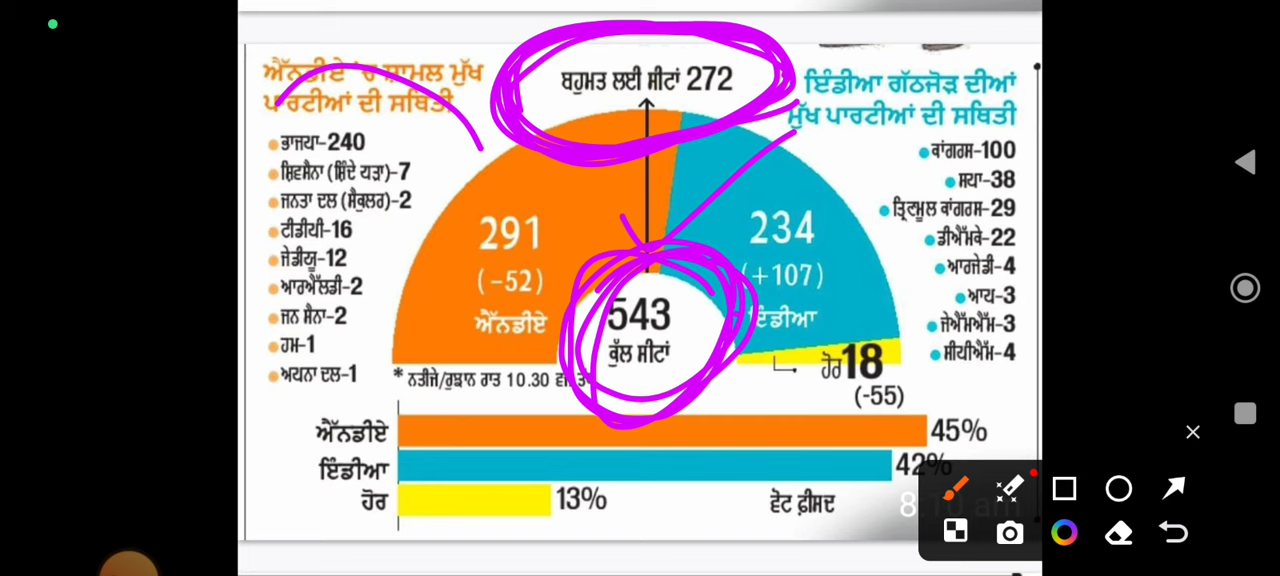 ਐੱਨਡੀਏ 'ਚ ਸ਼ਾਮਲ ਮੁੱਖ
ਪਾਰਟੀਆਂ ਦੀ ਸਥਿਤੀ
ਭਾਜਪਾ-240
ਸ਼ਿਵਸੈਨਾ (ਸ਼ਿੰਦੇ ਧੜਾ)-7
ਜਨਤਾ ਦਲ (ਸੈਕੂਲਰ)-2
ਟੀਡੀਪੀ-16
ਜੇਡੀਯੂ-12
ਆਰਐੱਲਡੀ-2
ਜਨ ਸੈਨਾ-2
ਹਮ-1
ਅਪਨਾ ਦਲ-1
ਬਹੁਮਤ ਲਈ ਸੀਟਾਂ 272
291
(-52)
ਐੱਨਡੀਏ
543
ਕੁੱਲ ਸੀਟਾਂ
234
(+107)
ਇੰਡੀਆ
ਹੋਰ 18
(-55)
* ਨਤੀਜੇ/ਰੁਝਾਨ ਰਾਤ 10.30
ਇੰਡੀਆ ਗੱਠਜੋੜ ਦੀਆਂ
ਮੁੱਖ ਪਾਰਟੀਆਂ ਦੀ ਸਥਿਤੀ
ਕਾਂਗਰਸ-100
ਸਪਾ-38
ਤ੍ਰਿਣਮੂਲ ਕਾਂਗਰਸ-29
ਡੀਐੱਮਕੇ-22
ਆਰਜੇਡੀ-4
ਆਪ-3
ਜੇਐੱਮਐੱਮ-3
ਸੀਪੀਐੱਮ-4
ਐੱਨਡੀਏ 45%
ਇੰਡੀਆ 42%
ਹੋਰ 13%
ਵੋਟ ਫ਼ੀਸਦ
8:10 am